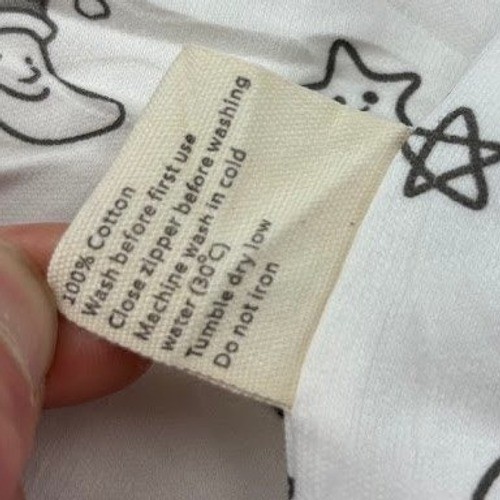 100% Cotton
Wash before first use
Close zipper before washing
Machine wash in cold
water (30°C)
Tumble dry low
Do not iron